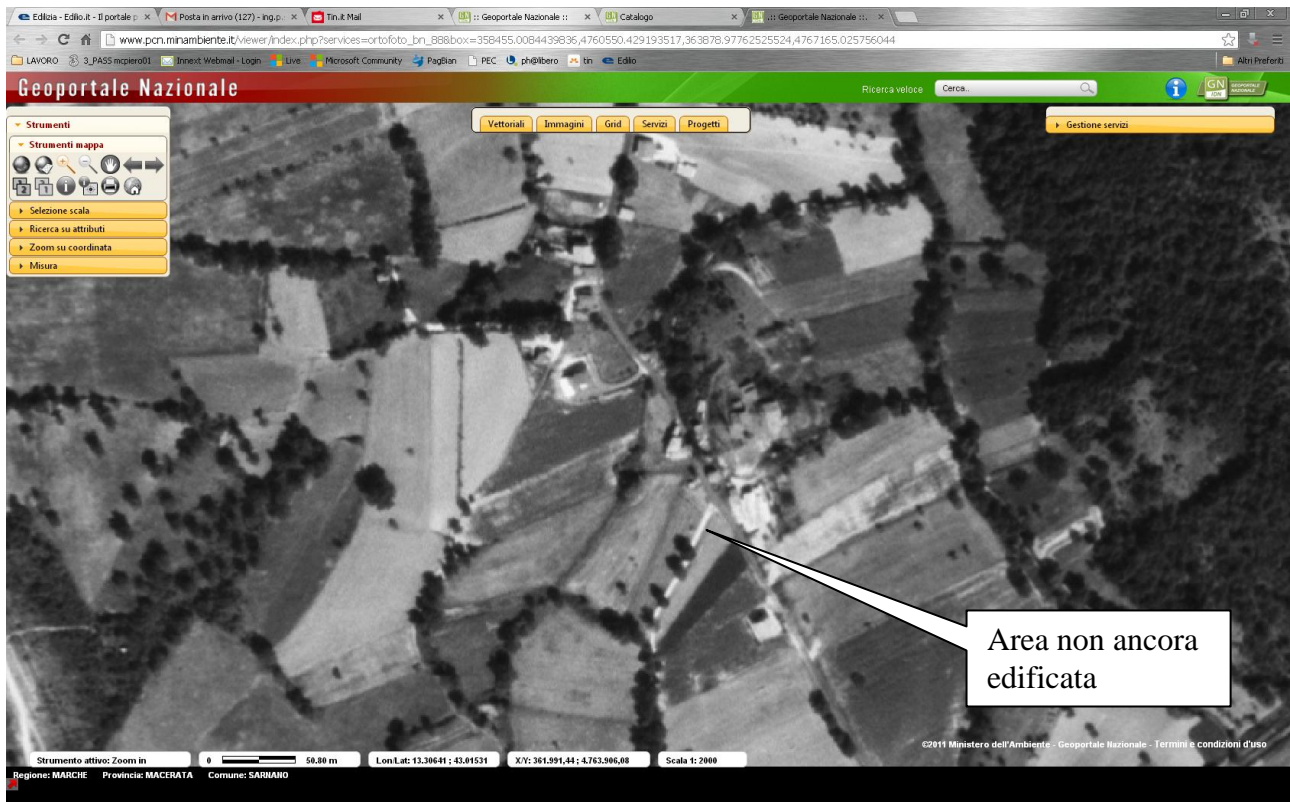 Edilizia - Edilio.it - Il portale p
Posta in arrivo (127) - ing.p.
Tin.it Mail
:: Geoportale Nazionale ::
Catalogo
.:: Geoportale Nazionale ::.
www.pcn.minambiente.it/viewer/index.php?services=ortofoto_bn_88&box=358455.0084439836,4760550.429193517,363878.97762525524,4767165.025756044
LAVORO 3_PASS mcpiero01 Innext Webmail - Login Live Microsoft Community PagBian PEC ph@libero tin Edilio Altri Preferiti
Geoportale Nazionale
Ricerca veloce Cerca..
GN
Strumenti
Strumenti mappa
2 1
Selezione scala
Ricerca su attributi
Zoom su coordinata
Misura
Vettoriali Immagini Grid Servizi Progetti
Gestione servizi
Area non ancora
edificata
©2011 Ministero dell'Ambiente - Geoportale Nazionale - Termini e condizioni d'uso
Strumento attivo: Zoom in 0 50.80 m Lon/Lat: 13.30641 ; 43.01531 X/Y: 361.991,44 ; 4.763.906,08 Scala 1: 2000
Regione: MARCHE Provincia: MACERATA Comune: SARNANO